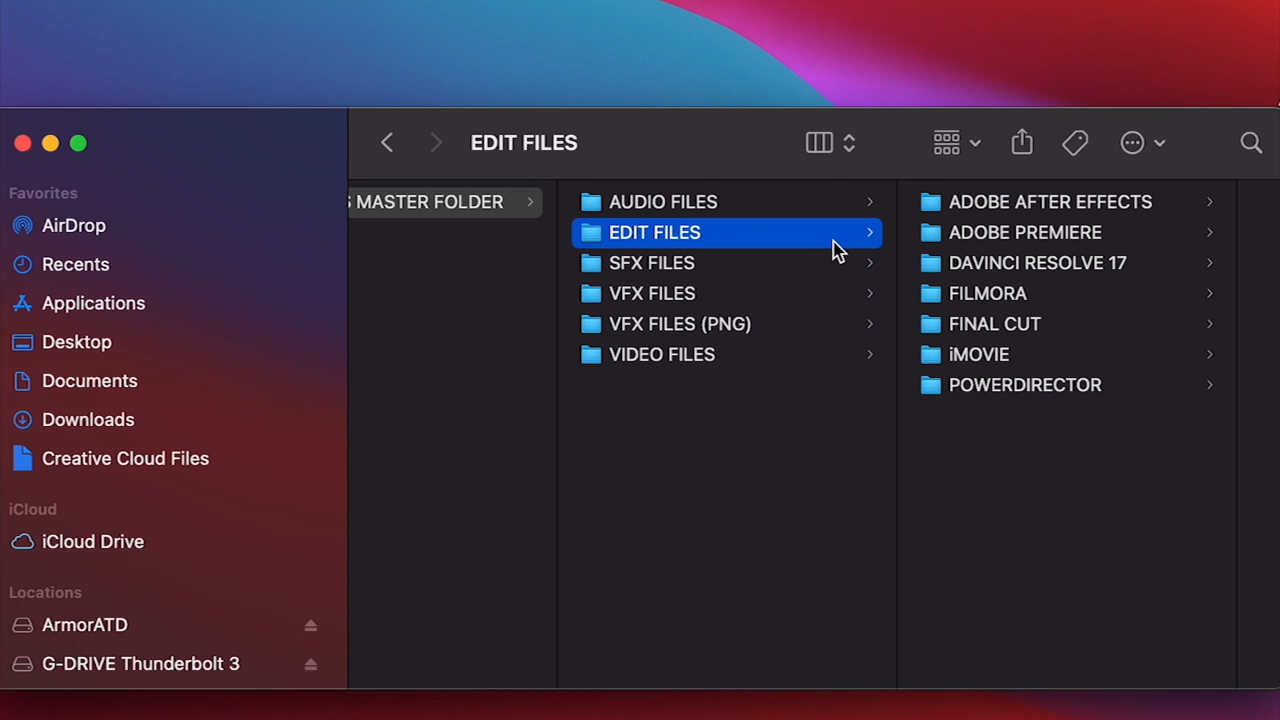 EDIT FILES
Favorites
AirDrop
Recents
Applications
Desktop
Documents
Downloads
Creative Cloud Files
iCloud
iCloud Drive
Locations
ArmorATD
G-DRIVE Thunderbolt 3
MASTER FOLDER
AUDIO FILES
EDIT FILES
SFX FILES
VFX FILES
VFX FILES (PNG)
VIDEO FILES
ADOBE AFTER EFFECTS
ADOBE PREMIERE
DAVINCI RESOLVE 17
FILMORA
FINAL CUT
iMOVIE
POWERDIRECTOR